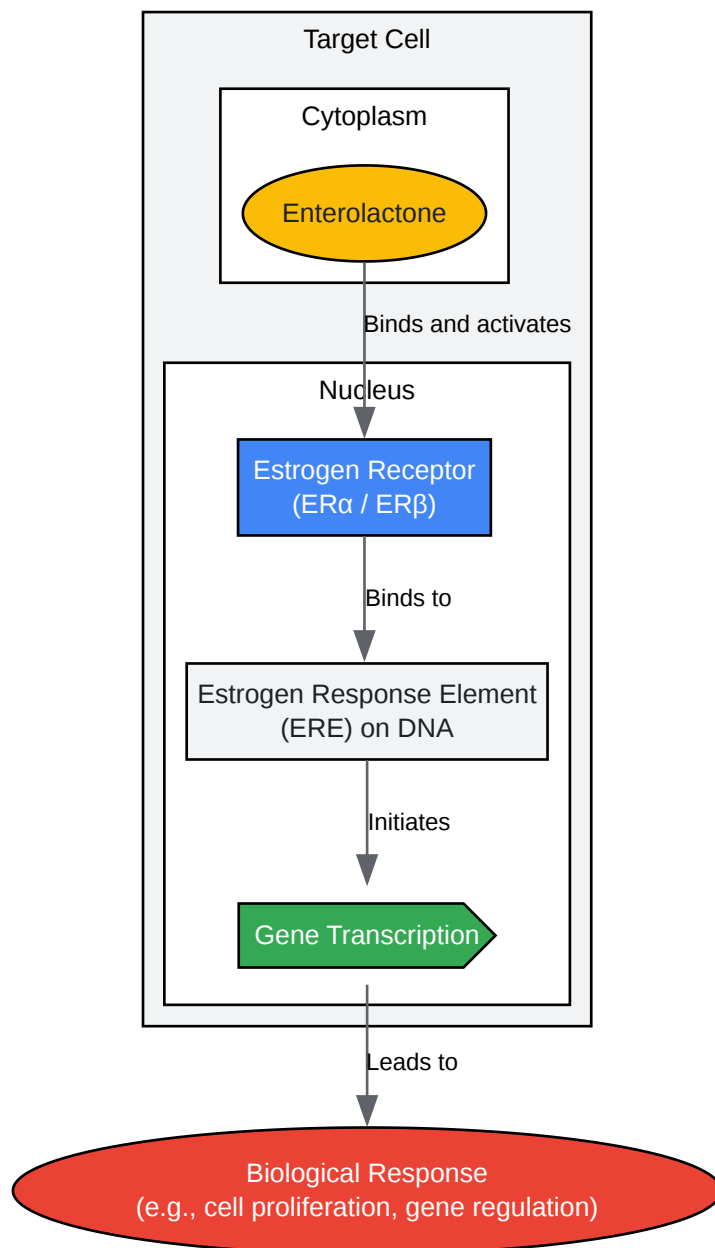 Target Cell
Cytoplasm
Enterolactone
Binds and activates
Nucleus
Estrogen Receptor
(ERα / ERβ)
Binds to
Estrogen Response Element
(ERE) on DNA
Initiates
Gene Transcription
Leads to
Biological Response
(e.g., cell proliferation, gene regulation)